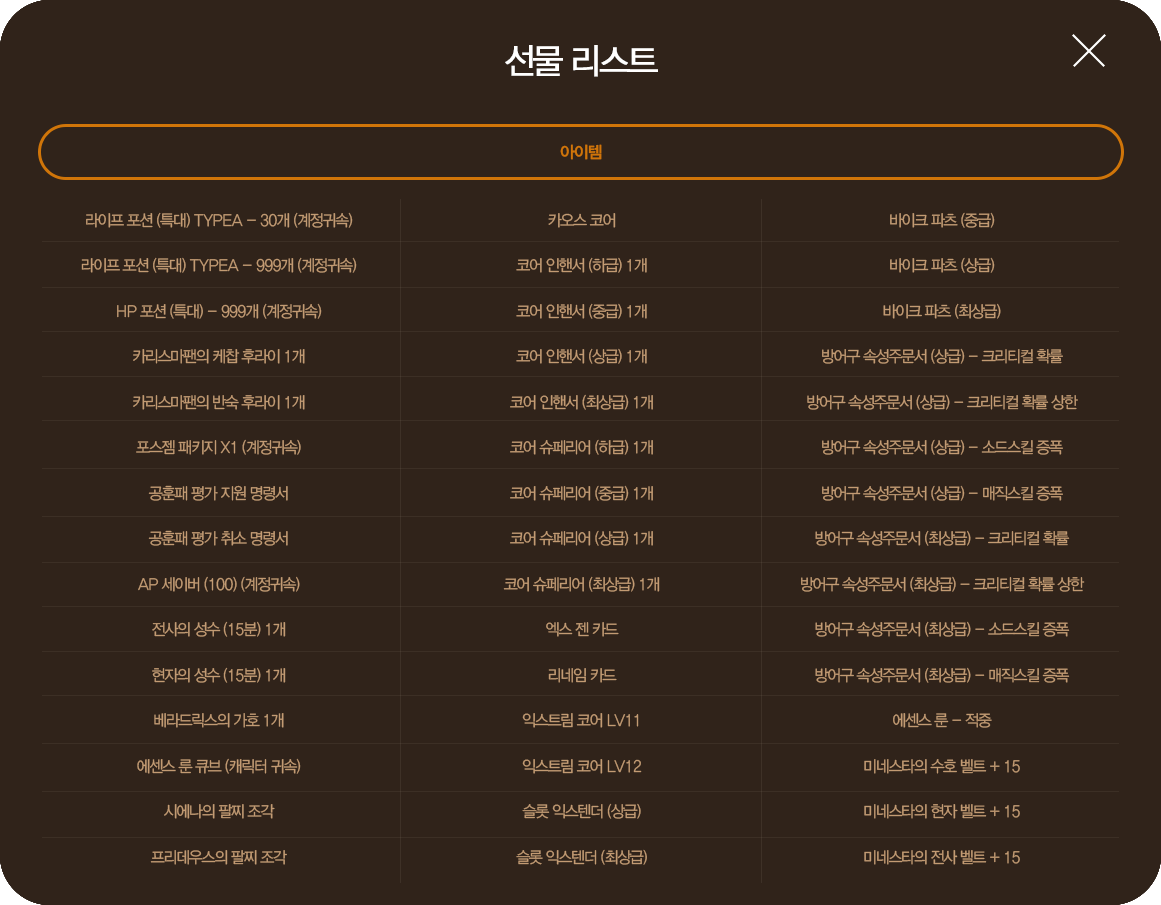 선물 리스트
아이템
라이프 포션 (특대) TYPEA - 30개 (계정귀속) 카오스 코어 바이크 파츠 (중급)
라이프 포션 (특대) TYPEA - 999개 (계정귀속) 코어 인핸서 (하급) 1개 바이크 파츠 (상급)
HP 포션 (특대) - 999개 (계정귀속) 코어 인핸서 (중급) 1개 바이크 파츠 (최상급)
카리스마팬의 케찹 후라이 1개 코어 인핸서 (상급) 1개 방어구 속성주문서 (상급) - 크리티컬 확률
카리스마팬의 반숙 후라이 1개 코어 인핸서 (최상급) 1개 방어구 속성주문서 (상급) - 크리티컬 확률 상한
포스젬 패키지 X1 (계정귀속) 코어 슈페리어 (하급) 1개 방어구 속성주문서 (상급) - 소드스킬 증폭
공훈패 평가 지원 명령서 코어 슈페리어 (중급) 1개 방어구 속성주문서 (상급) - 매직스킬 증폭
공훈패 평가 취소 명령서 코어 슈페리어 (상급) 1개 방어구 속성주문서 (최상급) - 크리티컬 확률
AP 세이버 (100) (계정귀속) 코어 슈페리어 (최상급) 1개 방어구 속성주문서 (최상급) - 크리티컬 확률 상한
전사의 성수 (15분) 1개 엑스 젠 카드 방어구 속성주문서 (최상급) - 소드스킬 증폭
현자의 성수 (15분) 1개 리네임 카드 방어구 속성주문서 (최상급) - 매직스킬 증폭
베라드릭스의 가호 1개 익스트림 코어 LV11 에센스 룬 - 적중
에센스 룬 큐브 (캐릭터 귀속) 익스트림 코어 LV12 미네스타의 수호 벨트 + 15
시에나의 팔찌 조각 슬롯 익스텐더 (상급) 미네스타의 현자 벨트 + 15
프리데우스의 팔찌 조각 슬롯 익스텐더 (최상급) 미네스타의 전사 벨트 + 15